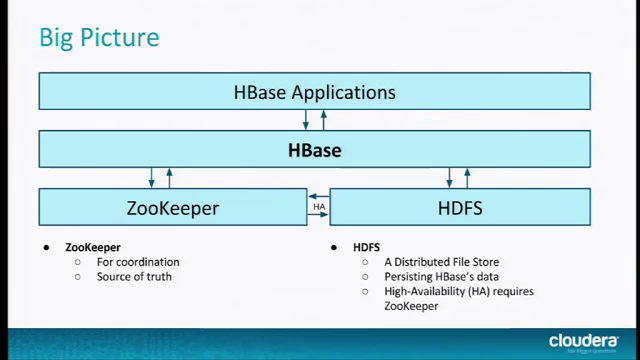 Big Picture
HBase Applications
HBase
ZooKeeper
HA
HDFS
● ZooKeeper
○ For coordination
○ Source of truth
● HDFS
○ A Distributed File Store
○ Persisting HBase's data
○ High-Availability (HA) requires
ZooKeeper
cloudera
Ask Bigger Questions